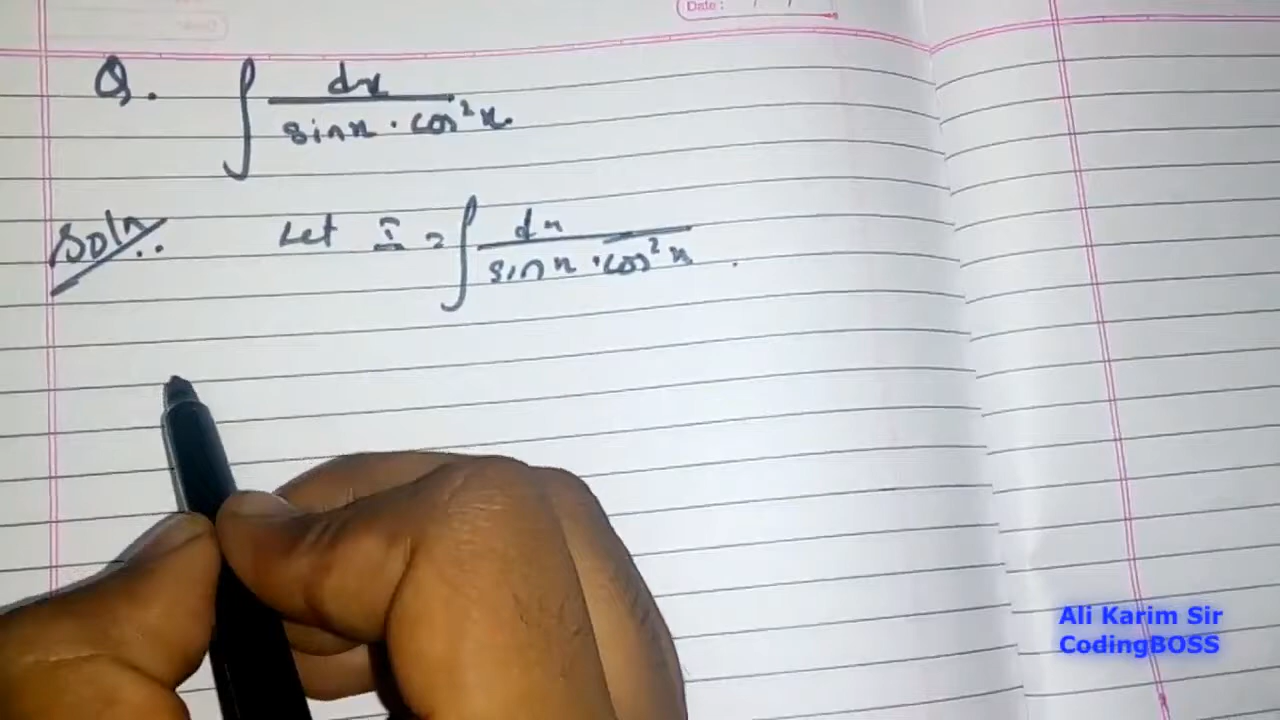 Date :
Q. ∫ dx / sinx · cos²x.
Soln: Let I = ∫ dx / sinx · cos²x .
Ali Karim Sir
CodingBOSS